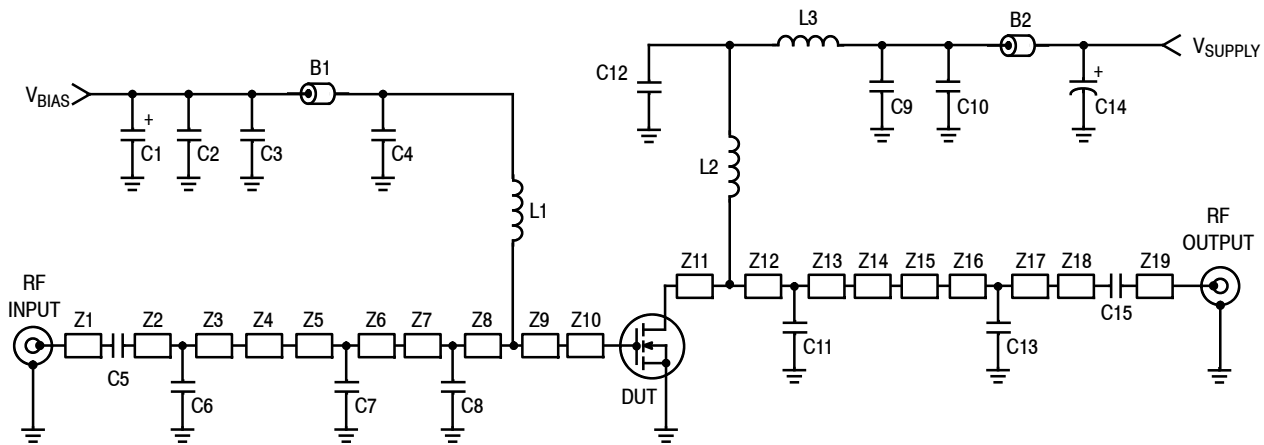 L3
B2
V SUPPLY
C12
C9
C10
+
C14
B1
V BIAS
+
C1
C2
C3
C4
L2
L1
RF
OUTPUT
Z11
Z12
Z13
Z14
Z15
Z16
Z17
Z18
Z19
C15
C11
C13
RF
INPUT
Z1
Z2
Z3
Z4
Z5
Z6
Z7
Z8
Z9
Z10
C5
C6
C7
C8
DUT